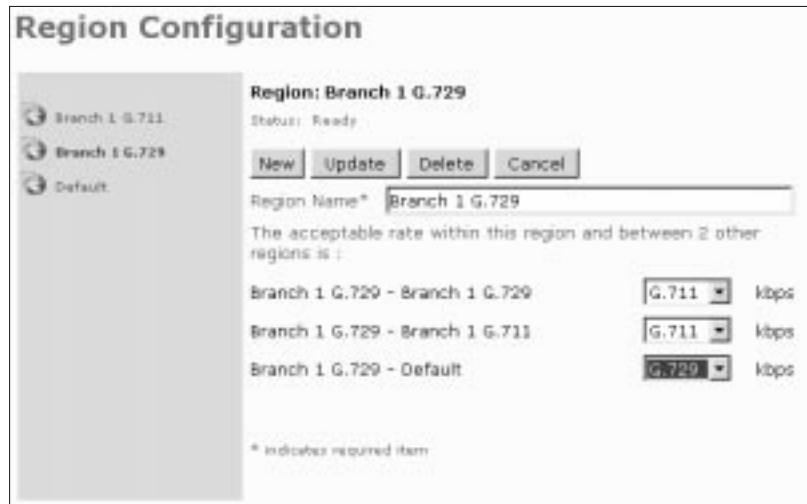 Region Configuration
Branch 1 G.711
Branch 1 G.729
Default
Region: Branch 1 G.729
Status: Ready
New Update Delete Cancel
Region Name* Branch 1 G.729
The acceptable rate within this region and between 2 other
regions is :
Branch 1 G.729 - Branch 1 G.729 G.711 kbps
Branch 1 G.729 - Branch 1 G.711 G.711 kbps
Branch 1 G.729 - Default G.729 kbps
* indicates required item